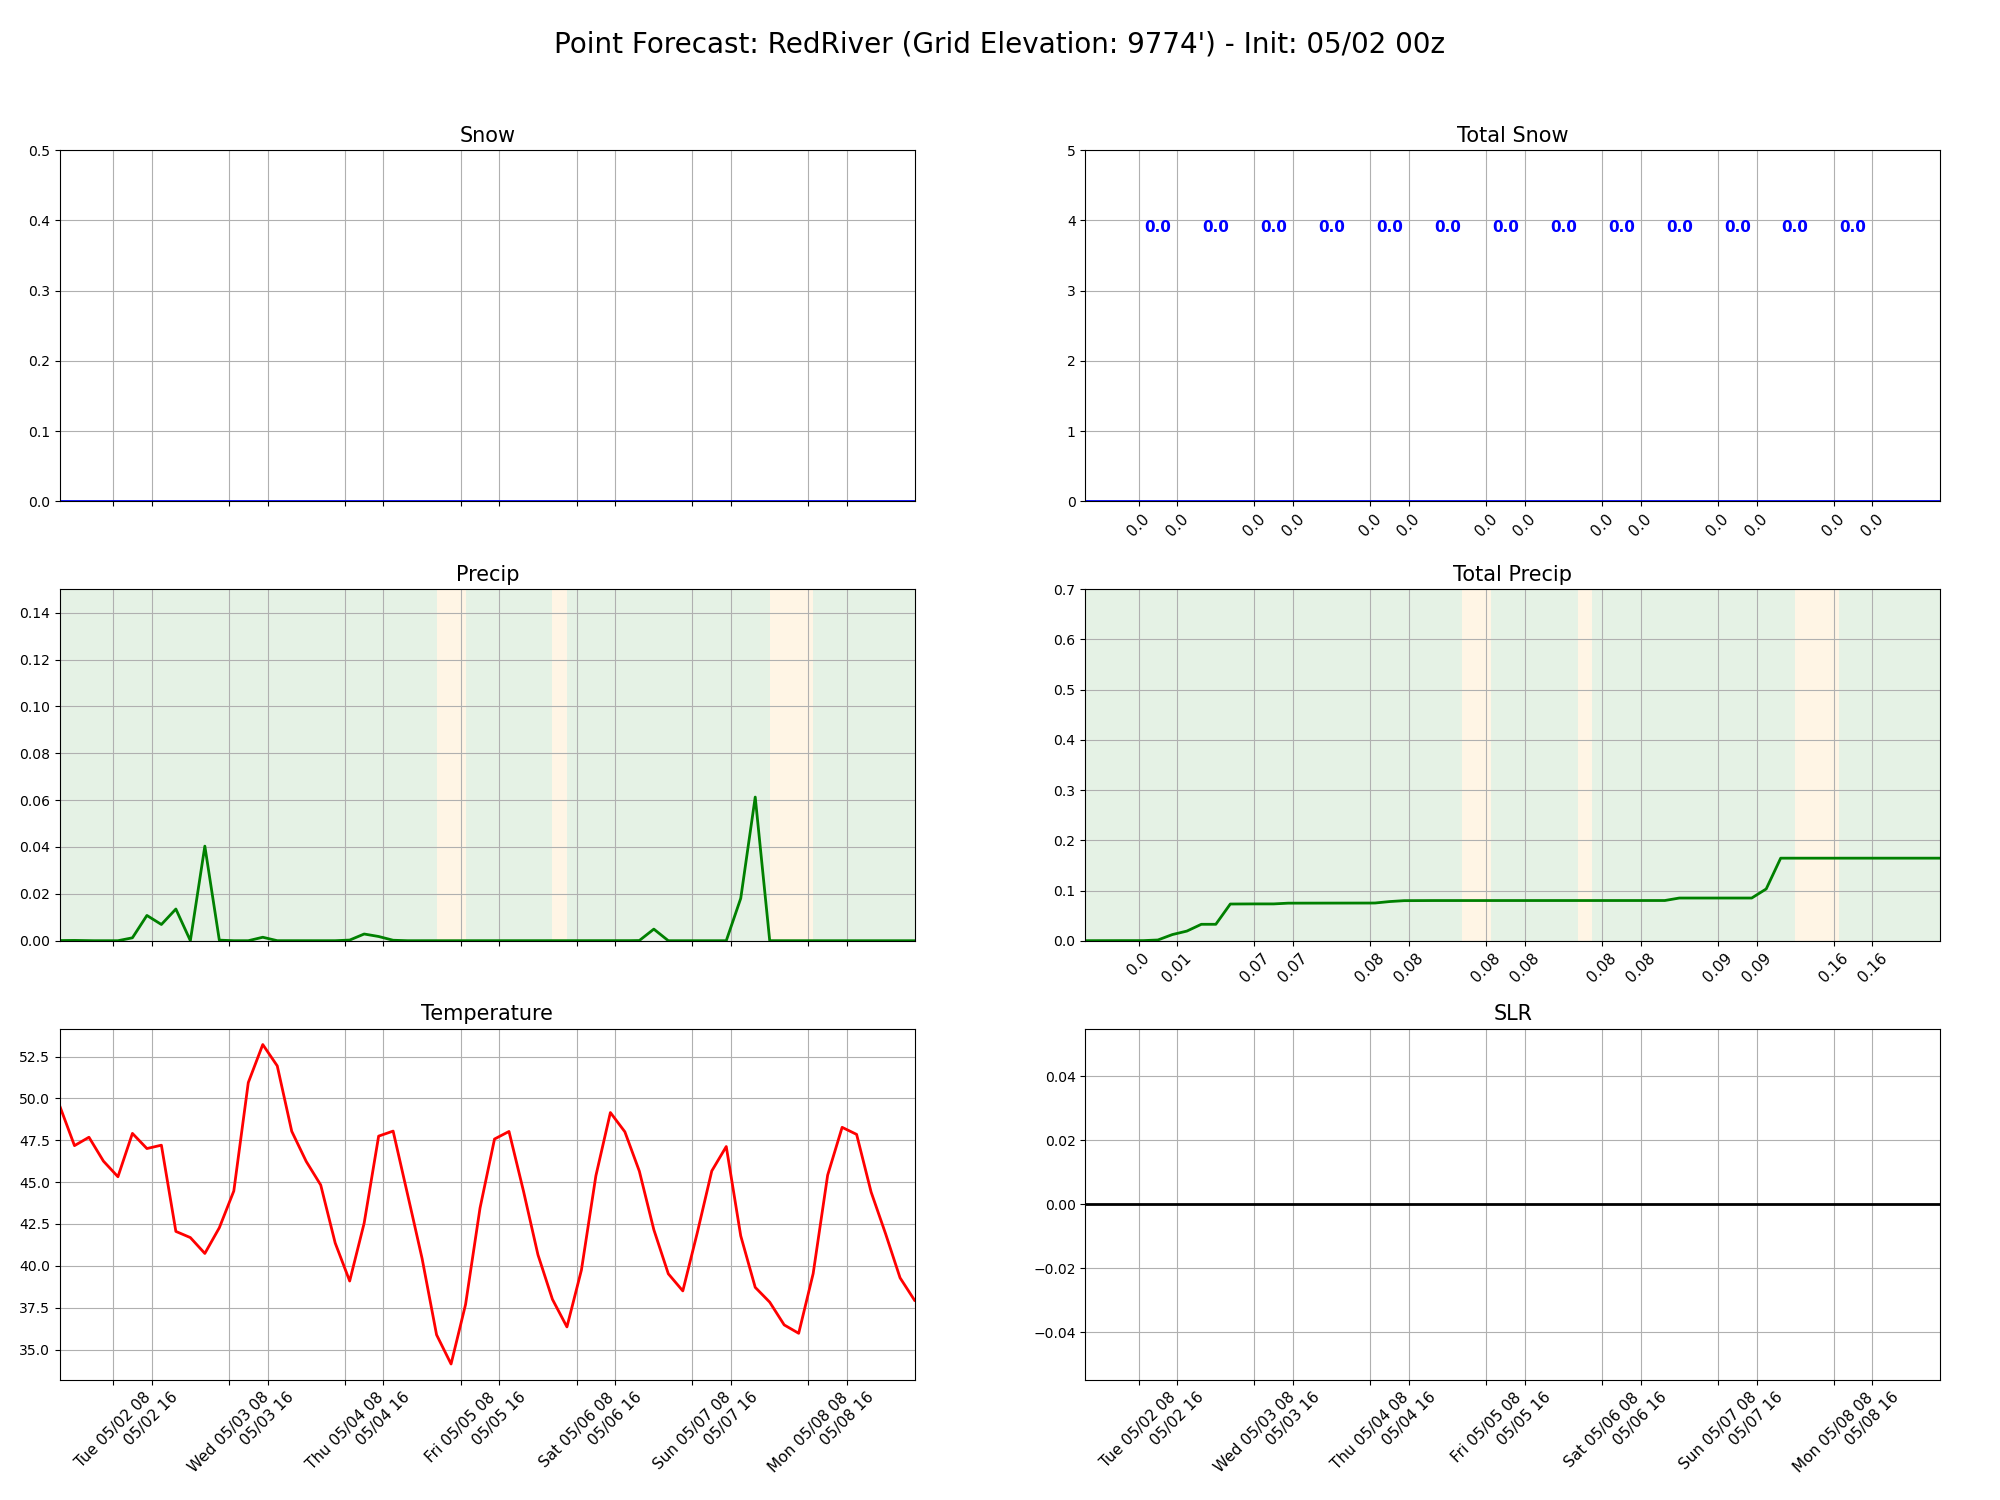 Point Forecast: RedRiver (Grid Elevation: 9774') - Init: 05/02 00z
Snow
0.5
0.4
0.3
0.2
0.1
0.0
Total Snow
5
4
3
2
1
0
0.0 0.0 0.0 0.0 0.0 0.0 0.0 0.0 0.0 0.0 0.0 0.0 0.0
0.0 0.0 0.0 0.0 0.0 0.0 0.0 0.0 0.0 0.0 0.0 0.0 0.0 0.0
Precip
0.14
0.12
0.10
0.08
0.06
0.04
0.02
0.00
Total Precip
0.7
0.6
0.5
0.4
0.3
0.2
0.1
0.0
0.0 0.01 0.07 0.07 0.08 0.08 0.08 0.08 0.08 0.08 0.09 0.09 0.16 0.16
Temperature
52.5
50.0
47.5
45.0
42.5
40.0
37.5
35.0
Tue 05/02 08
05/02 16
Wed 05/03 08
05/03 16
Thu 05/04 08
05/04 16
Fri 05/05 08
05/05 16
Sat 05/06 08
05/06 16
Sun 05/07 08
05/07 16
Mon 05/08 08
05/08 16
SLR
0.04
0.02
0.00
−0.02
−0.04
Tue 05/02 08
05/02 16
Wed 05/03 08
05/03 16
Thu 05/04 08
05/04 16
Fri 05/05 08
05/05 16
Sat 05/06 08
05/06 16
Sun 05/07 08
05/07 16
Mon 05/08 08
05/08 16